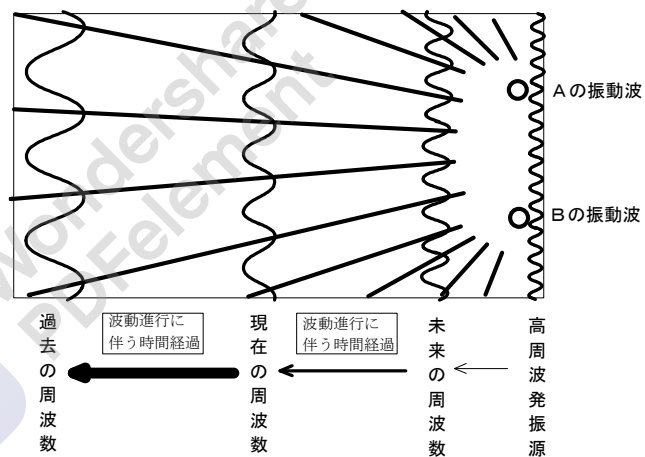 Aの振動波
Bの振動波
過去の周波数
波動進行に
伴う時間経過
現在の周波数
波動進行に
伴う時間経過
未来の周波数
高周波発振源
Wondershare
PDFelement